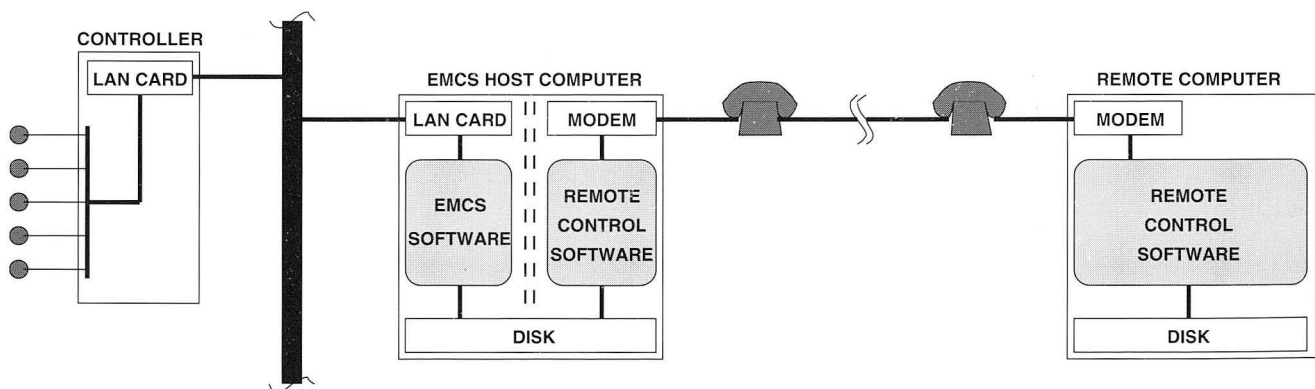 CONTROLLER
LAN CARD
EMCS HOST COMPUTER
LAN CARD
MODEM
EMCS
SOFTWARE
REMOTE
CONTROL
SOFTWARE
DISK
REMOTE COMPUTER
MODEM
REMOTE
CONTROL
SOFTWARE
DISK